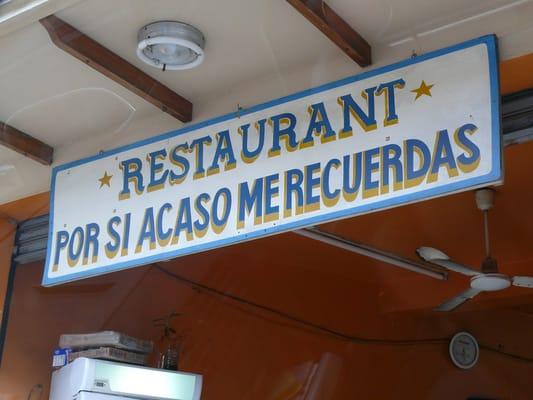 RESTAURANT
POR SI ACASO ME RECUERDAS